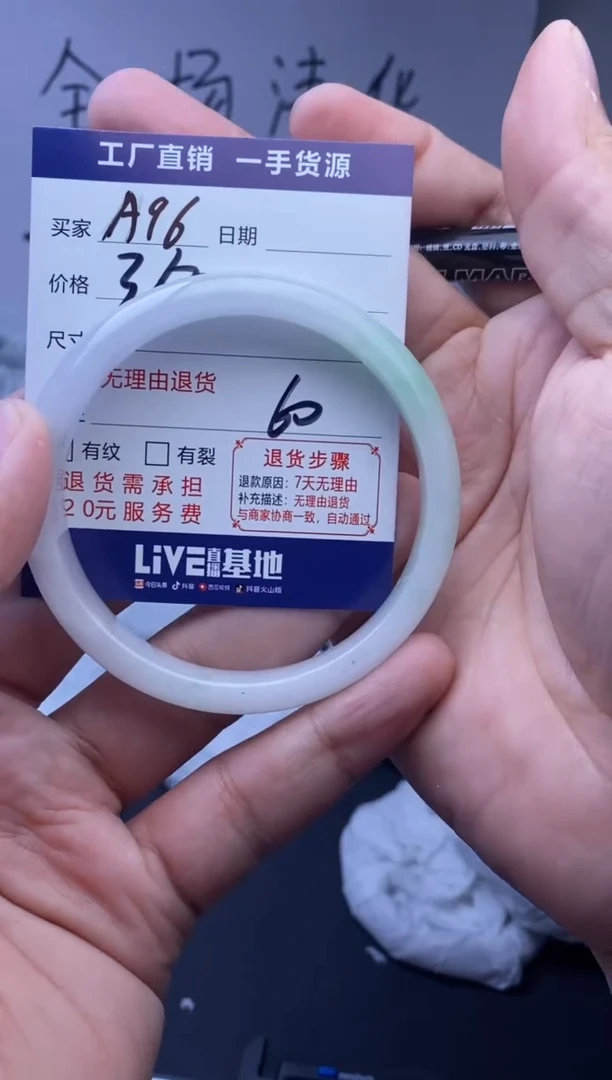 全场清仓
工厂直销 一手货源
买家 A96 日期
价格
尺寸
无理由退货
60
有纹 有裂
退货需承担
20元服务费
退货步骤
退款原因：7天无理由
补充描述：无理由退货
与商家协商一致，自动通过
LiVE直播基地
今日头条 抖音 西瓜视频 抖音火山版